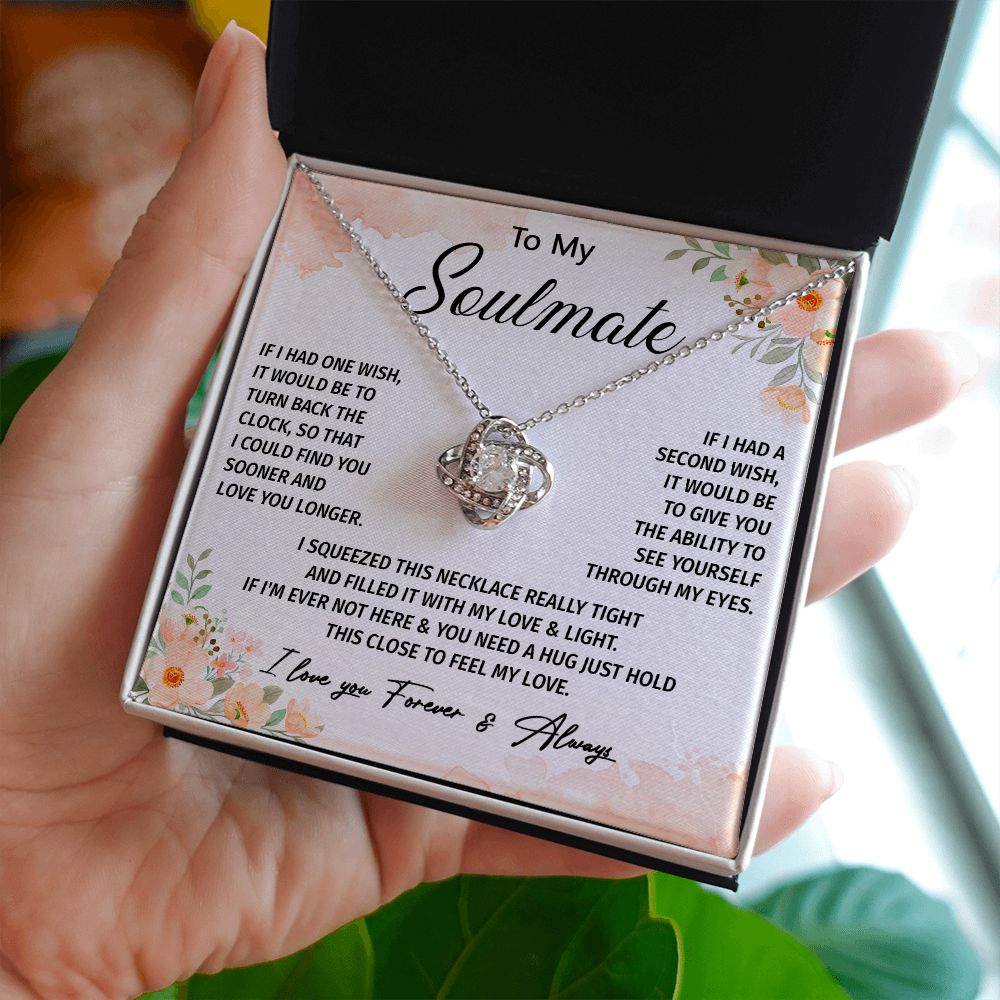 To My
Soulmate
IF I HAD ONE WISH,
IT WOULD BE TO
TURN BACK THE
CLOCK, SO THAT
I COULD FIND YOU
SOONER AND
LOVE YOU LONGER.
IF I HAD A
SECOND WISH,
IT WOULD BE
TO GIVE YOU
THE ABILITY TO
SEE YOURSELF
THROUGH MY EYES.
I SQUEEZED THIS NECKLACE REALLY TIGHT
AND FILLED IT WITH MY LOVE & LIGHT.
IF I'M EVER NOT HERE & YOU NEED A HUG JUST HOLD
THIS CLOSE TO FEEL MY LOVE.
I love you Forever & Always